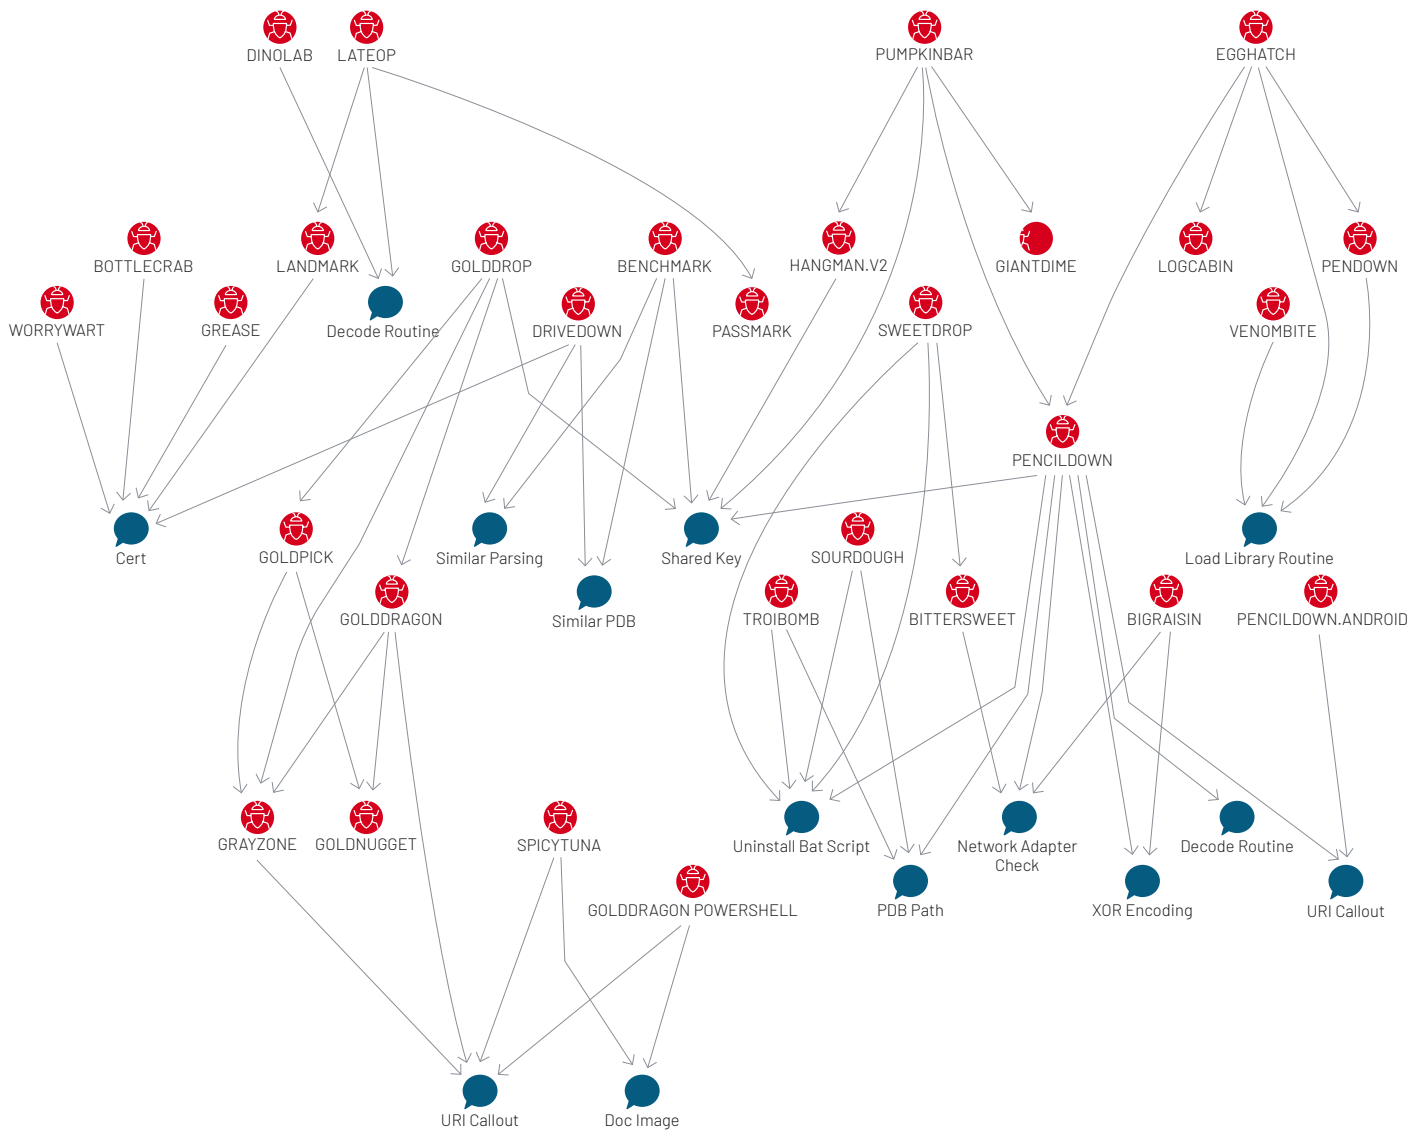 DINOLAB
LATEOP
PUMPKINBAR
EGGHATCH
BOTTLECRAB
LANDMARK
GOLDDROP
BENCHMARK
HANGMAN.V2
GIANTDIME
LOGCABIN
PENDOWN
WORRYWART
GREASE
Decode Routine
DRIVEDOWN
PASSMARK
SWEETDROP
VENOMBITE
PENCILDOWN
Cert
GOLDPICK
Similar Parsing
Shared Key
SOURDOUGH
Load Library Routine
GOLDDRAGON
Similar PDB
TROIBOMB
BITTERSWEET
BIGRAISIN
PENCILDOWN.ANDROID
GRAYZONE
GOLDNUGGET
SPICYTUNA
Uninstall Bat Script
Network Adapter
Check
Decode Routine
GOLDDRAGON POWERSHELL
PDB Path
XOR Encoding
URI Callout
URI Callout
Doc Image